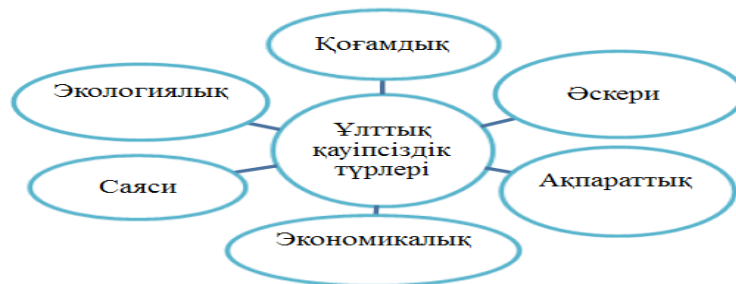 Қоғамдық
Экологиялық
Әскери
Ұлттық
қауіпсіздік
түрлері
Саяси
Ақпараттық
Экономикалық